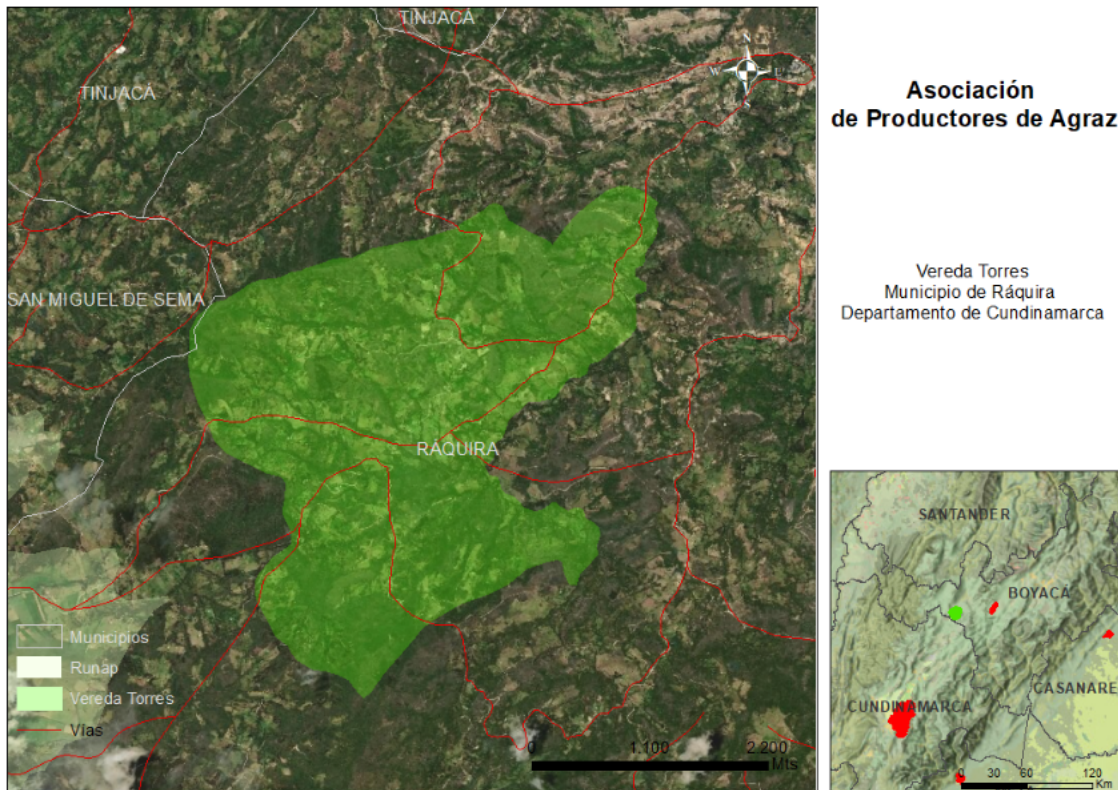 TINJACÁ
TINJACÁ
SAN MIGUEL DE SEMA
RÁQUIRA
N
W
L
S
Municipios
Runap
Vereda Torres
Vías
0 1.100 2.200
Mts
Asociación
de Productores de Agraz
Vereda Torres
Municipio de Ráquira
Departamento de Cundinamarca
SANTANDER
BOYACÁ
CASANARE
CUNDINAMARCA
0 30 60 120
Km